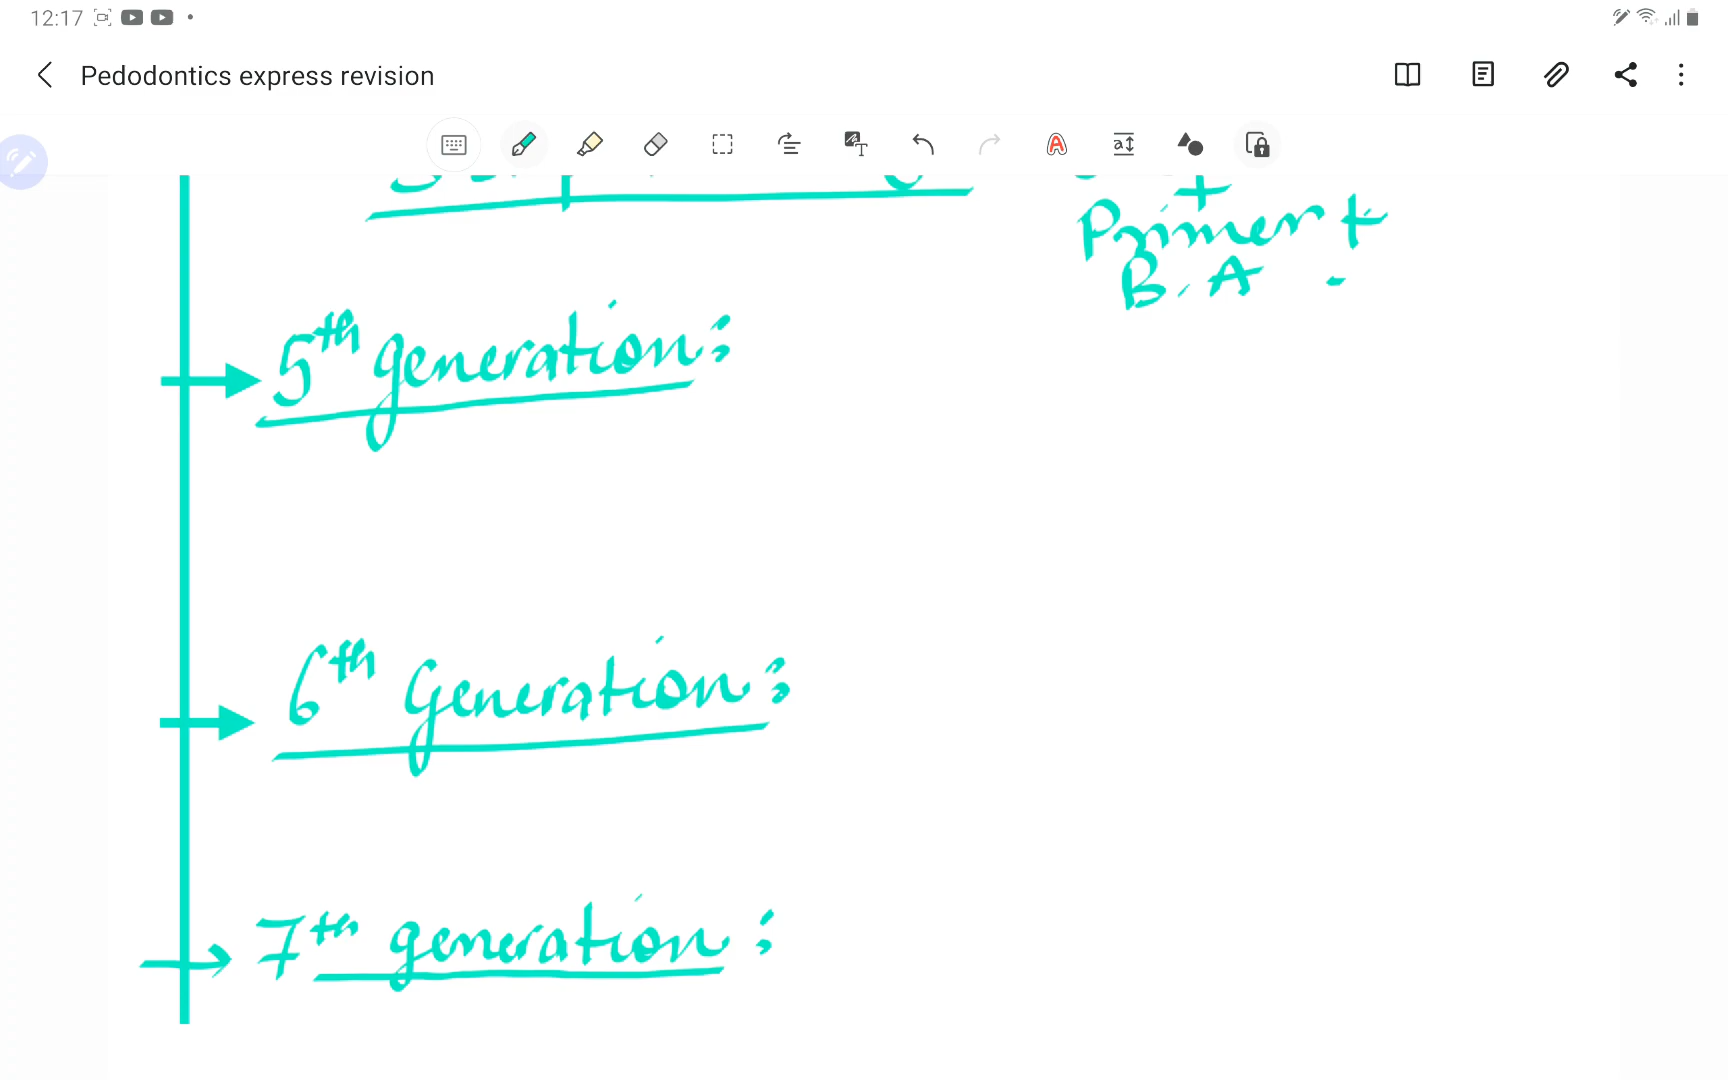 12:17
Pedodontics express revision
+
Primer +
B.A.
5th generation:
6th Generation:
7th generation: